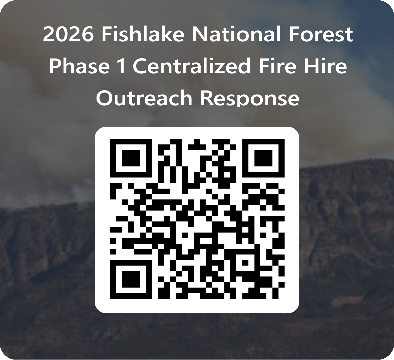 2026 Fishlake National Forest
Phase 1 Centralized Fire Hire
Outreach Response